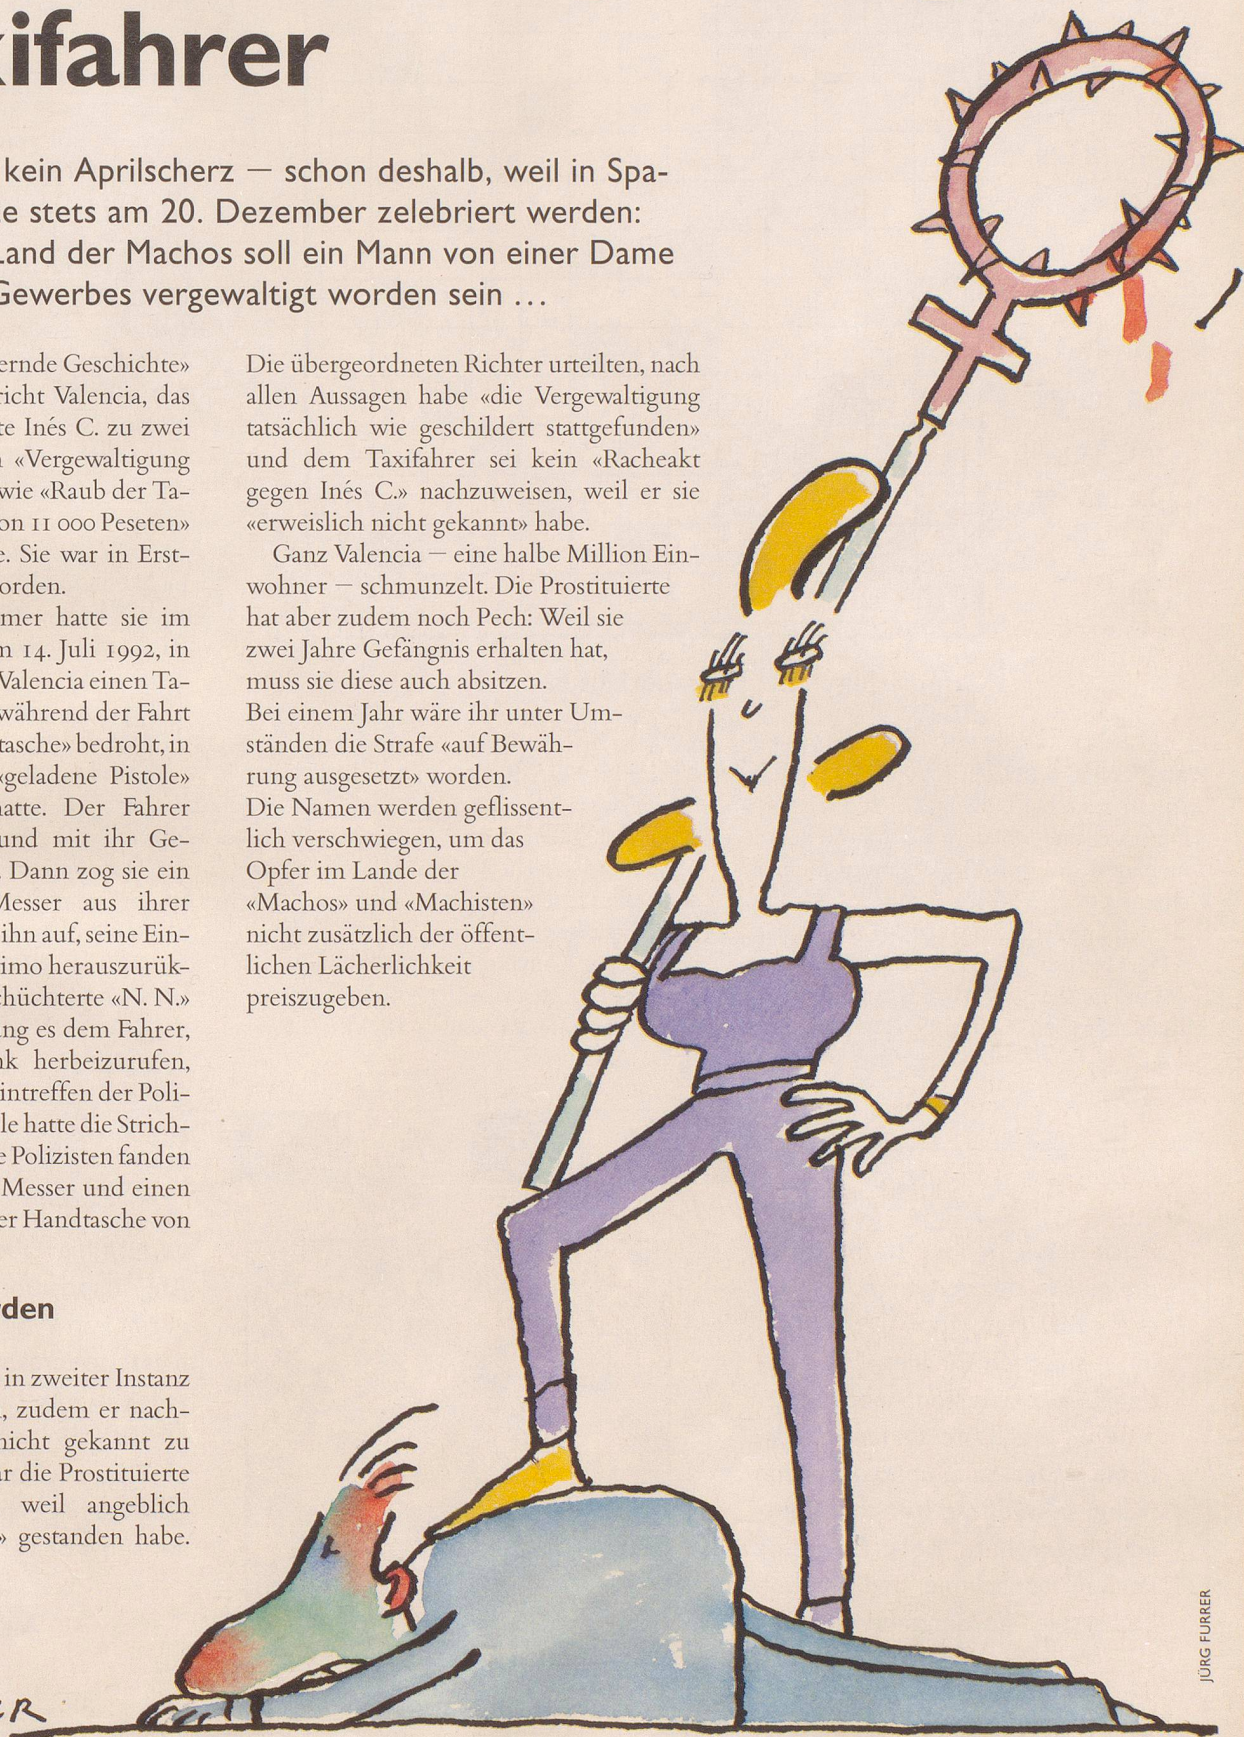 xifahrer
kein Aprilscherz — schon deshalb, weil in Spa-
e stets am 20. Dezember zelebriert werden:
Land der Machos soll ein Mann von einer Dame
Gewerbes vergewaltigt worden sein …
ernde Geschichte»
richt Valencia, das
te Inés C. zu zwei
«Vergewaltigung
wie «Raub der Ta-
on 11 000 Peseten»
e. Sie war in Erst-
orden.
mer hatte sie im
m 14. Juli 1992, in
Valencia einen Ta-
während der Fahrt
tasche» bedroht, in
«geladene Pistole»
hatte. Der Fahrer
und mit ihr Ge-
. Dann zog sie ein
Messer aus ihrer
ihn auf, seine Ein-
imo herauszurük-
chüchterte «N. N.»
ng es dem Fahrer,
nk herbeizurufen,
intreffen der Poli-
le hatte die Strich-
e Polizisten fanden
Messer und einen
er Handtasche von
rden
in zweiter Instanz
, zudem er nach-
nicht gekannt zu
ar die Prostituierte
weil angeblich
» gestanden habe.
Die übergeordneten Richter urteilten, nach
allen Aussagen habe «die Vergewaltigung
tatsächlich wie geschildert stattgefunden»
und dem Taxifahrer sei kein «Racheakt
gegen Inés C.» nachzuweisen, weil er sie
«erweislich nicht gekannt» habe.
Ganz Valencia — eine halbe Million Ein-
wohner — schmunzelt. Die Prostituierte
hat aber zudem noch Pech: Weil sie
zwei Jahre Gefängnis erhalten hat,
muss sie diese auch absitzen.
Bei einem Jahr wäre ihr unter Um-
ständen die Strafe «auf Bewäh-
rung ausgesetzt» worden.
Die Namen werden geflissent-
lich verschwiegen, um das
Opfer im Lande der
«Machos» und «Machisten»
nicht zusätzlich der öffent-
lichen Lächerlichkeit
preiszugeben.
ER
JÜRG FURRER